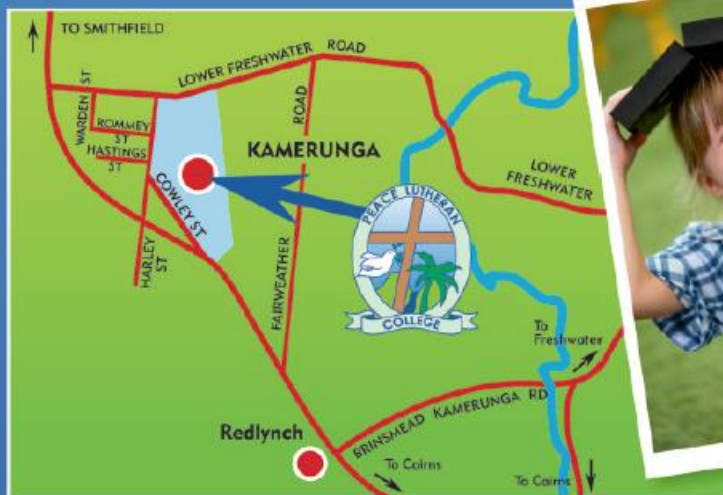 TO SMITHFIELD
LOWER FRESHWATER ROAD
WARDEN ST
ROMMEY
ST
HASTINGS
ST
ROAD
KAMERUNGA
LOWER
FRESHWATER
COWLEY ST
PEACE LUTHERAN
COLLEGE
HARLEY
ST
FAIRWEATHER
To
Freshwater
BRINSMEAD KAMERUNGA RD
Redlynch
To Cairns
To Cairns